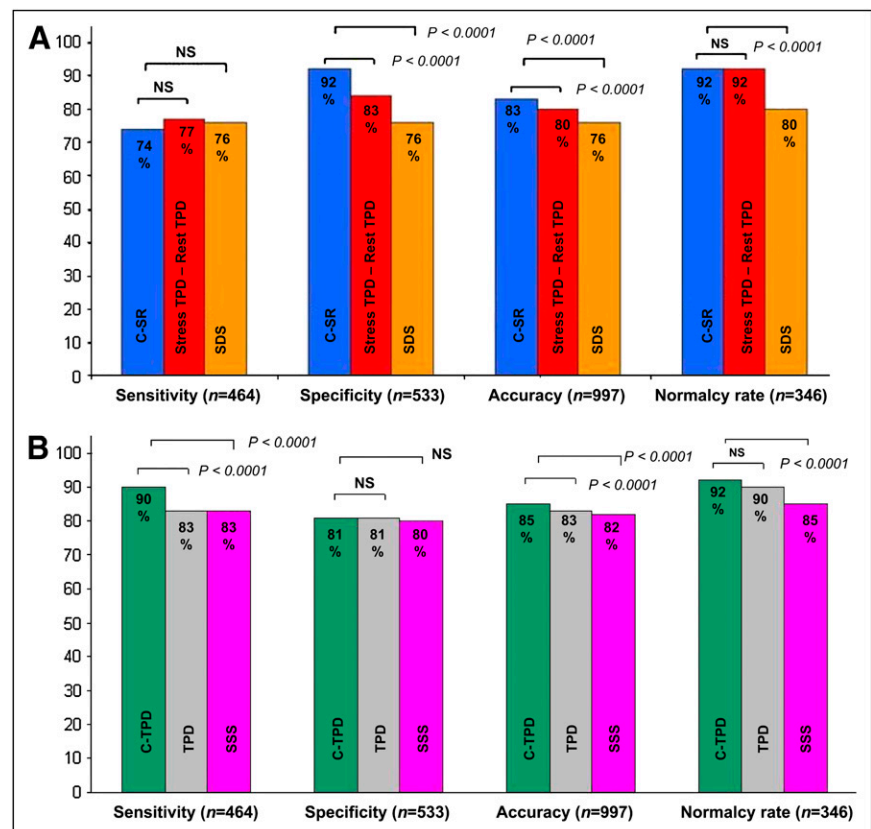 A
NS
NS
P < 0.0001
P < 0.0001
P < 0.0001
P < 0.0001
P < 0.0001
NS
100
90
80
70
60
50
40
30
20
10
0
74
%
77
%
76
%
92
%
83
%
76
%
83
%
80
%
76
%
92
%
92
%
80
%
C-SR
Stress TPD – Rest TPD
SDS
C-SR
Stress TPD – Rest TPD
SDS
C-SR
Stress TPD – Rest TPD
SDS
C-SR
Stress TPD – Rest TPD
SDS
Sensitivity (n=464)
Specificity (n=533)
Accuracy (n=997)
Normalcy rate (n=346)
B
P < 0.0001
P < 0.0001
NS
NS
P < 0.0001
P < 0.0001
P < 0.0001
NS
100
90
80
70
60
50
40
30
20
10
0
90
%
83
%
83
%
81
%
81
%
80
%
85
%
83
%
82
%
92
%
90
%
85
%
C-TPD
TPD
SSS
C-TPD
TPD
SSS
C-TPD
TPD
SSS
C-TPD
TPD
SSS
Sensitivity (n=464)
Specificity (n=533)
Accuracy (n=997)
Normalcy rate (n=346)